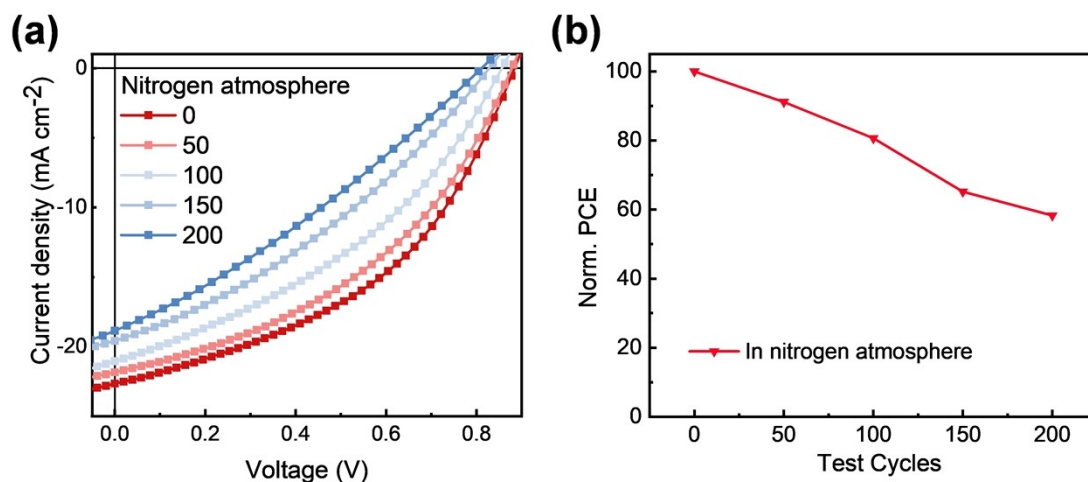 (a)
Current density (mA cm⁻²)
0
-10
-20
Nitrogen atmosphere
0
50
100
150
200
0.0 0.2 0.4 0.6 0.8
Voltage (V)
(b)
Norm. PCE
100
80
60
40
20
0
In nitrogen atmosphere
0 50 100 150 200
Test Cycles